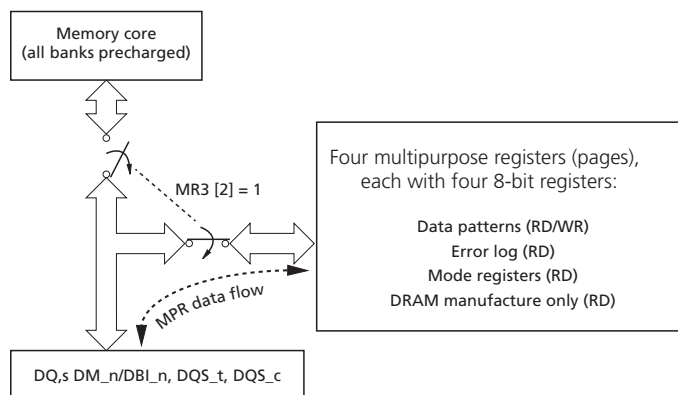 Memory core
(all banks precharged)
MR3 [2] = 1
Four multipurpose registers (pages),
each with four 8-bit registers:
Data patterns (RD/WR)
Error log (RD)
Mode registers (RD)
DRAM manufacture only (RD)
MPR data flow
DQ,s DM_n/DBI_n, DQS_t, DQS_c